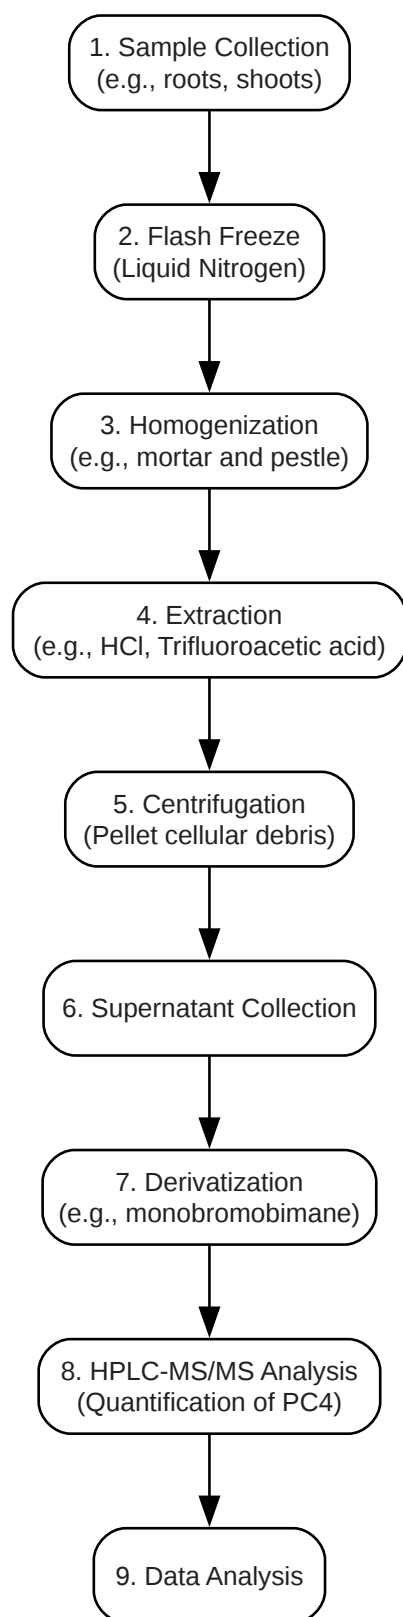 1. Sample Collection
(e.g., roots, shoots)
2. Flash Freeze
(Liquid Nitrogen)
3. Homogenization
(e.g., mortar and pestle)
4. Extraction
(e.g., HCl, Trifluoroacetic acid)
5. Centrifugation
(Pellet cellular debris)
6. Supernatant Collection
7. Derivatization
(e.g., monobromobimane)
8. HPLC-MS/MS Analysis
(Quantification of PC4)
9. Data Analysis